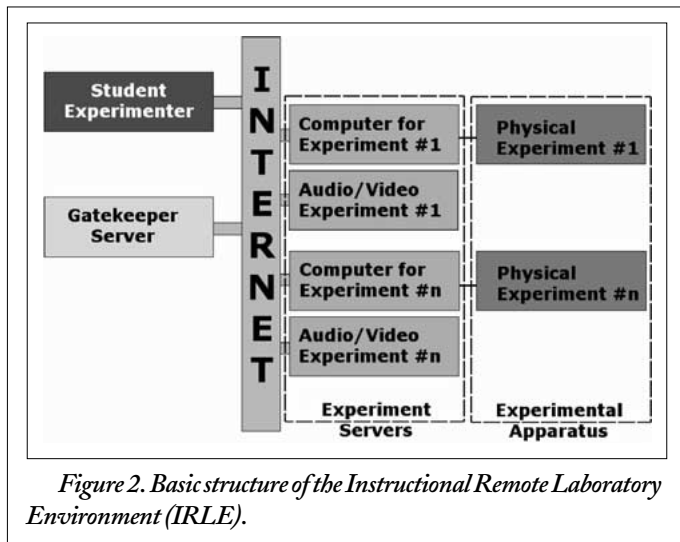 Student
Experimenter
Gatekeeper
Server
INTERNET
Computer for
Experiment #1
Audio/Video
Experiment #1
Computer for
Experiment #n
Audio/Video
Experiment #n
Experiment
Servers
Physical
Experiment #1
Physical
Experiment #n
Experimental
Apparatus
Figure 2. Basic structure of the Instructional Remote Laboratory
Environment (IRLE).